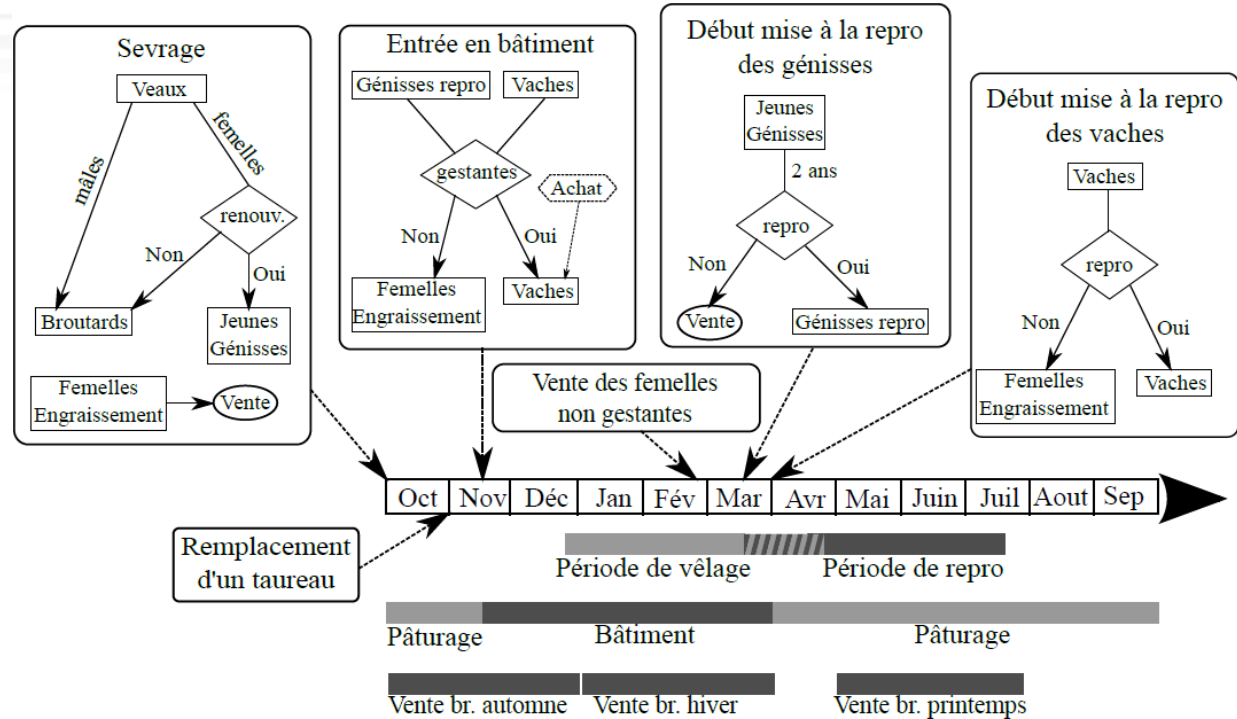 Sevrage
Veaux
mâles
femelles
renouv.
Non
Oui
Broutards
Jeunes
Génisses
Femelles
Engraissement
Vente
Entrée en bâtiment
Génisses repro
Vaches
gestantes
Achat
Non
Oui
Femelles
Engraissement
Vaches
Début mise à la repro
des génisses
Jeunes
Génisses
2 ans
repro
Non
Oui
Vente
Génisses repro
Début mise à la repro
des vaches
Vaches
repro
Non
Oui
Femelles
Engraissement
Vaches
Vente des femelles
non gestantes
Oct Nov Déc Jan Fév Mar Avr Mai Juin Juil Aout Sep
Remplacement
d'un taureau
Période de vêlage Période de repro
Pâturage Bâtiment Pâturage
Vente br. automne Vente br. hiver Vente br. printemps